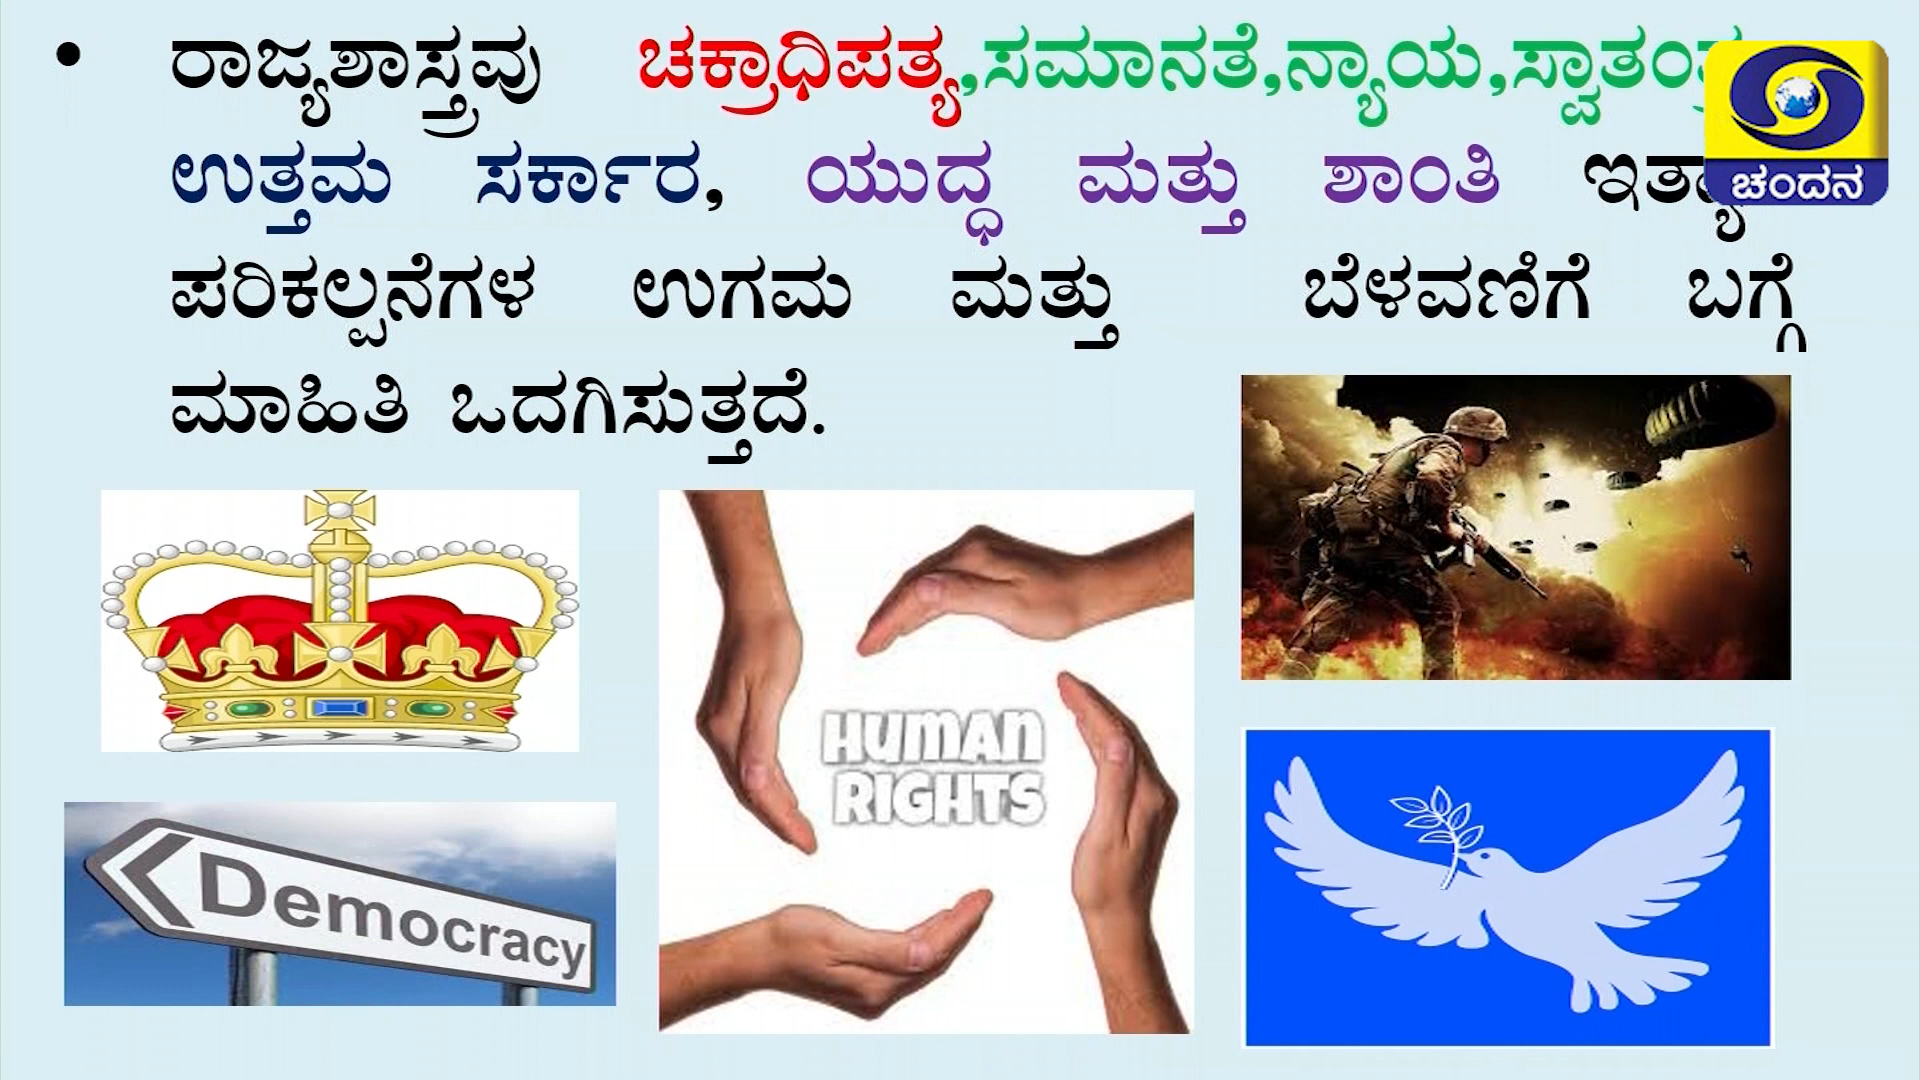 • ರಾಜ್ಯಶಾಸ್ತ್ರವು ಚಕ್ರಾಧಿಪತ್ಯ,ಸಮಾನತೆ,ನ್ಯಾಯ,
ಉತ್ತಮ ಸರ್ಕಾರ, ಯುದ್ಧ ಮತ್ತು ಶಾಂತಿ
ಪರಿಕಲ್ಪನೆಗಳ ಉಗಮ ಮತ್ತು ಬೆಳವಣಿಗೆ ಬಗ್ಗೆ
ಮಾಹಿತಿ ಒದಗಿಸುತ್ತದೆ.
ಚಂದನ
HUMAN
RIGHTS
Democracy